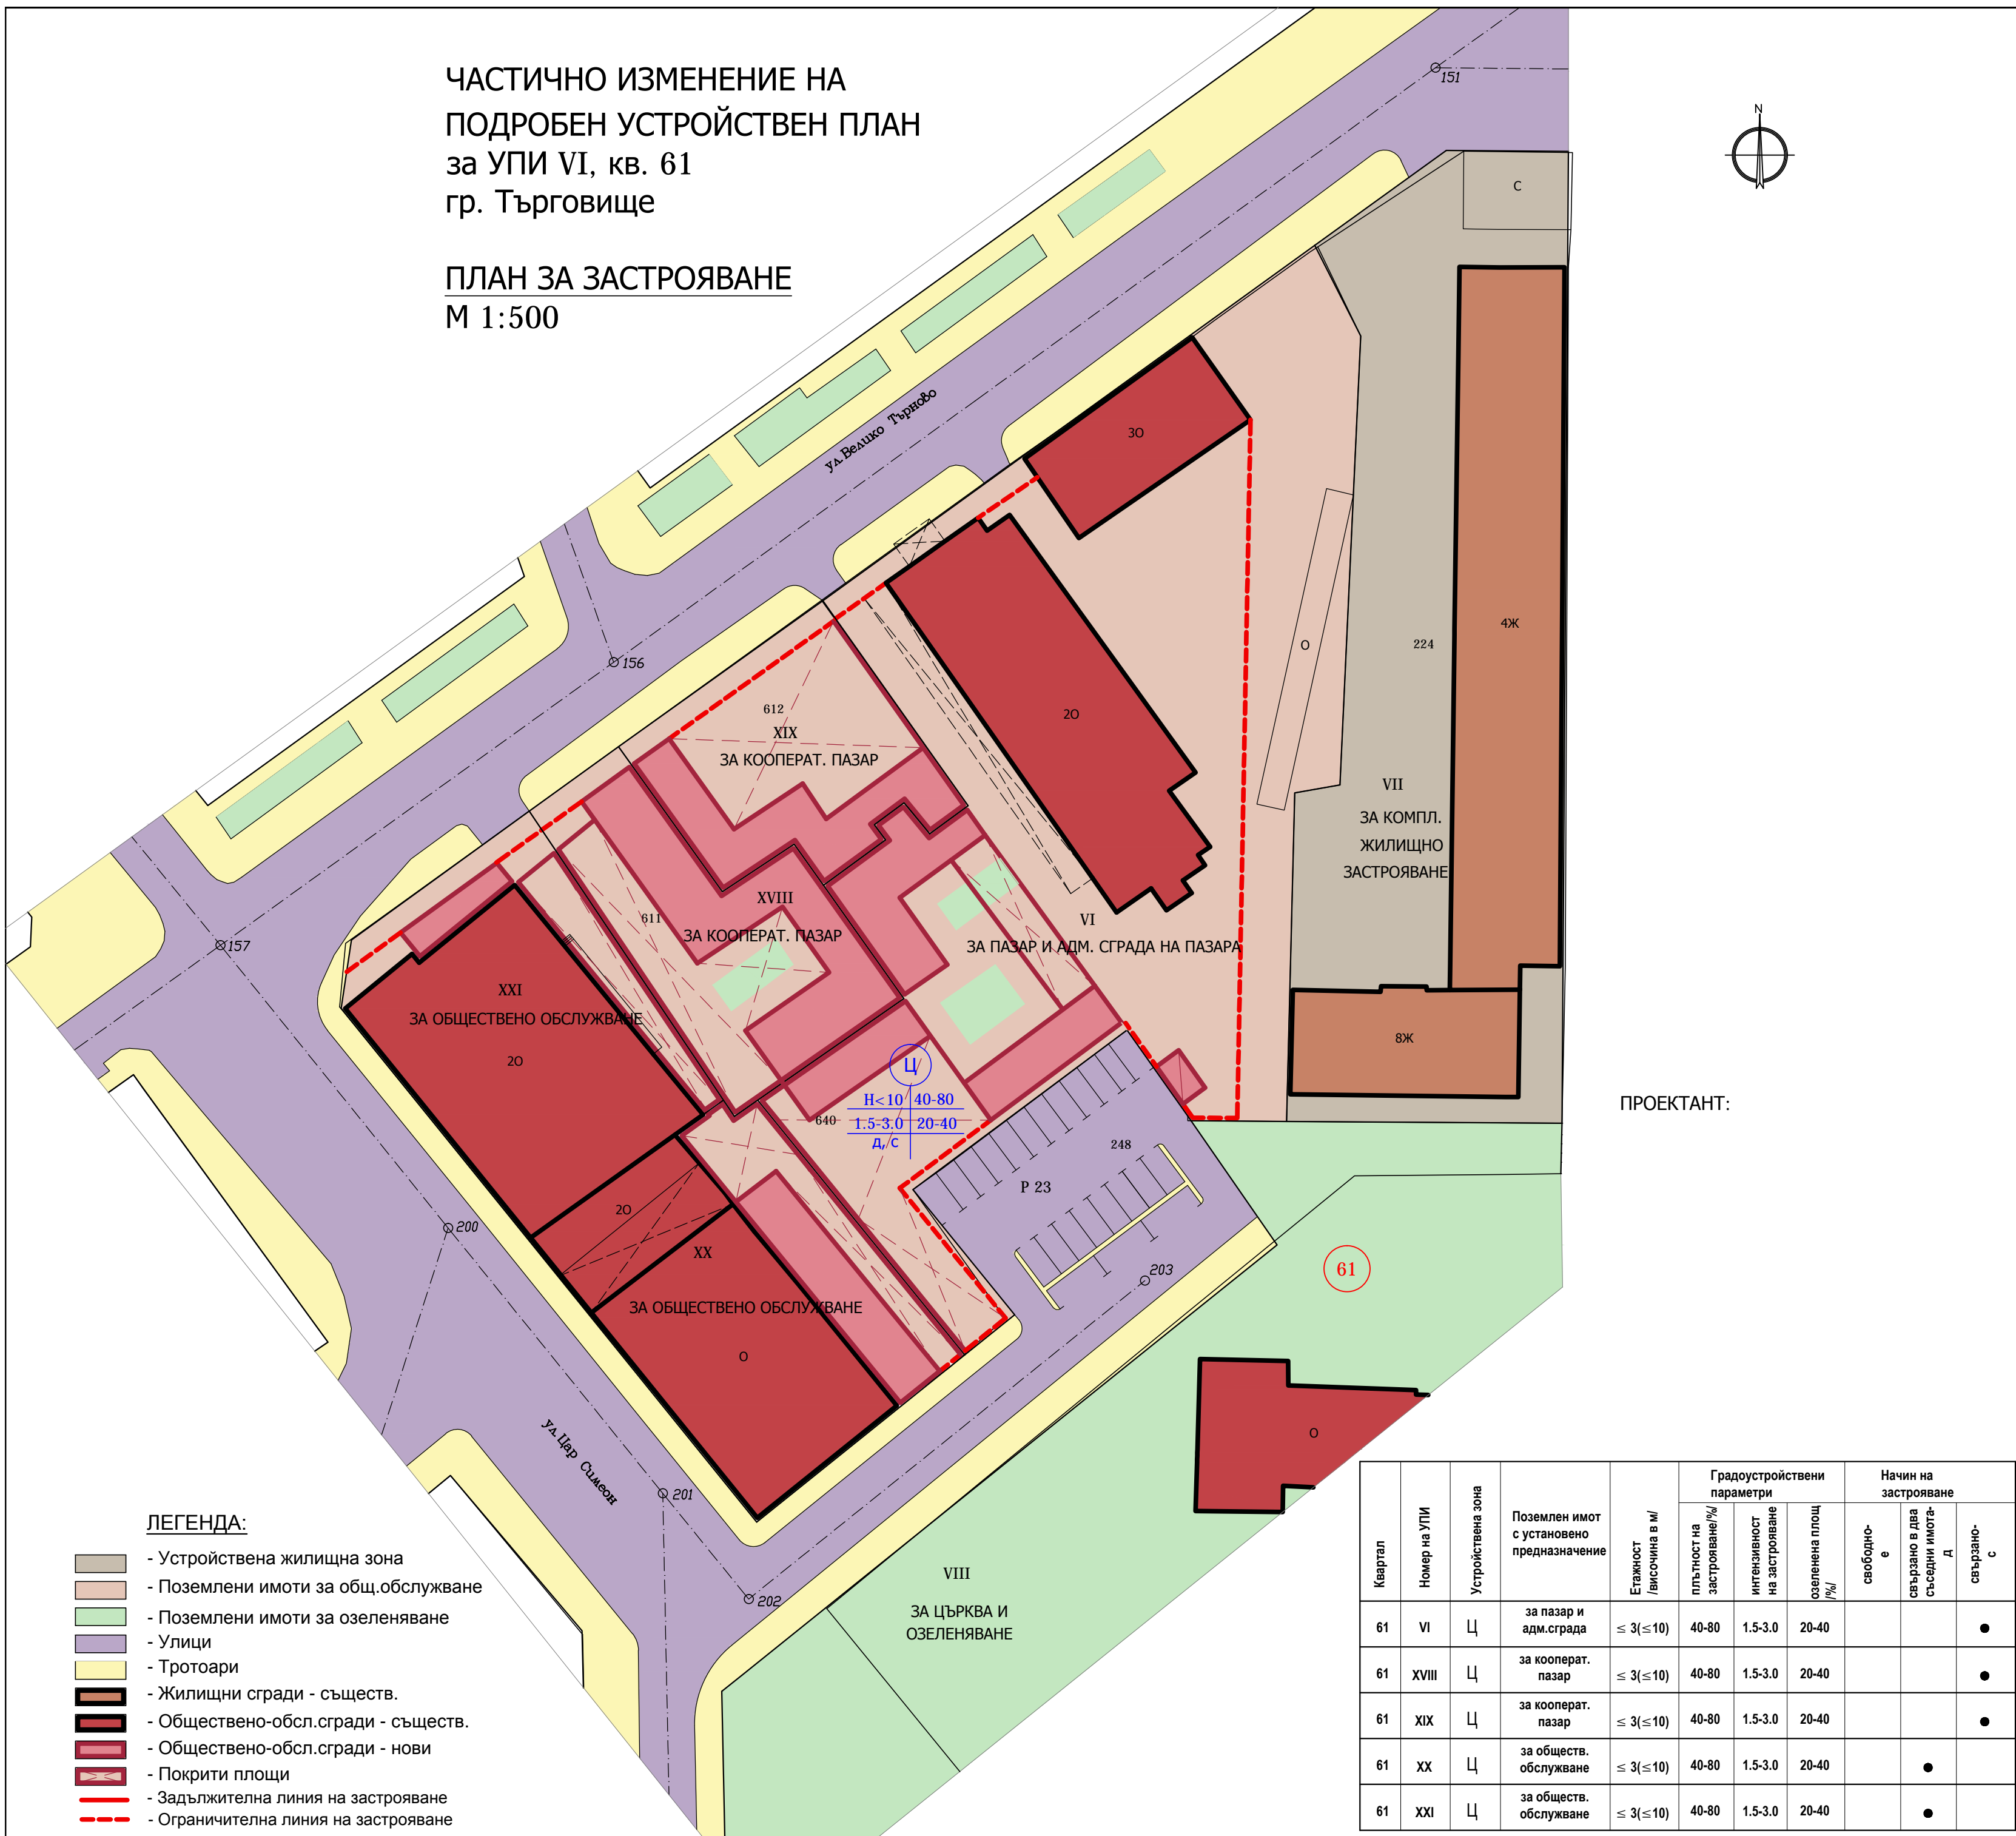 ЧАСТИЧНО ИЗМЕНЕНИЕ НА
ПОДРОБЕН УСТРОЙСТВЕН ПЛАН
за УПИ VI, кв. 61
гр. Търговище
ПЛАН ЗА ЗАСТРОЯВАНЕ
М 1:500
N
151
С
ул. Велико Търново
3О
156
О
224
4Ж
2О
612
XIX
ЗА КООПЕРАТ. ПАЗАР
VII
ЗА КОМПЛ.
ЖИЛИЩНО
ЗАСТРОЯВАНЕ
XVIII
611
ЗА КООПЕРАТ. ПАЗАР
VI
ЗА ПАЗАР И АДМ. СГРАДА НА ПАЗАРА
157
XXI
ЗА ОБЩЕСТВЕНО ОБСЛУЖВАНЕ
2О
8Ж
Ц
H<10 40-80
1.5-3.0 20-40
д, с
640
248
P 23
ПРОЕКТАНТ:
200
2О
XX
ЗА ОБЩЕСТВЕНО ОБСЛУЖВАНЕ
О
203
61
О
ул. Цар Симеон
201
202
VIII
ЗА ЦЪРКВА И
ОЗЕЛЕНЯВАНЕ
ЛЕГЕНДА:
- Устройствена жилищна зона
- Поземлени имоти за общ.обслужване
- Поземлени имоти за озеленяване
- Улици
- Тротоари
- Жилищни сгради - съществ.
- Обществено-обсл.сгради - съществ.
- Обществено-обсл.сгради - нови
- Покрити площи
- Задължителна линия на застрояване
- Ограничителна линия на застрояване
Квартал
Номер на УПИ
Устройствена зона
Поземлен имот
с установено
предназначение
Етажност
/височина в м/
Градоустройствени
параметри
плътност на
застрояване/%/
интензивност
на застрояване
озеленена площ
/%/
Начин на
застрояване
свободно-
е
свързано в два
съседни имота-
д
свързано-
с
61 VI Ц за пазар и
адм.сграда ≤ 3(≤10) 40-80 1.5-3.0 20-40 ●
61 XVIII Ц за кооперат.
пазар ≤ 3(≤10) 40-80 1.5-3.0 20-40 ●
61 XIX Ц за кооперат.
пазар ≤ 3(≤10) 40-80 1.5-3.0 20-40 ●
61 XX Ц за обществ.
обслужване ≤ 3(≤10) 40-80 1.5-3.0 20-40 ●
61 XXI Ц за обществ.
обслужване ≤ 3(≤10) 40-80 1.5-3.0 20-40 ●